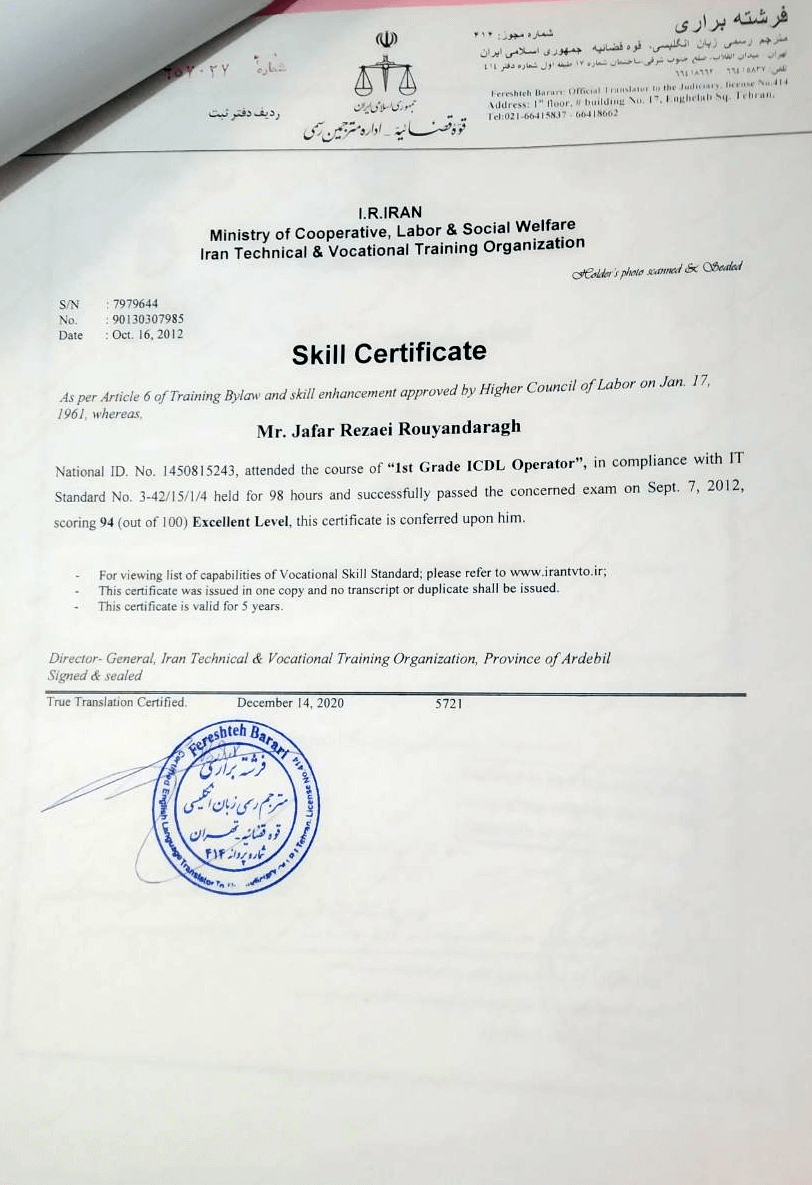 فرشته براری
شماره مجوز: ۴۱۴
مترجم رسمی زبان انگلیسی، قوه قضائیه جمهوری اسلامی ایران
تهران میدان انقلاب، ضلع جنوب شرقی، ساختمان شماره ۱۷ طبقه اول شماره دفتر ٤١٤
تلفن: ٦٦٤١٥٨٣٧ ٦٦٤١٨٦٦٢
Fereshteh Barari: Official Translator to the Judiciary, license No.414
Address: 1st floor, # building No. 17, Enghelab Sq. Tehran.
Tel:021-66415837 - 66418662
جمهوری اسلامی ایران
قوه قضائیه - اداره مترجمین رسمی
شماره
ردیف دفتر ثبت
I.R.IRAN
Ministry of Cooperative, Labor & Social Welfare
Iran Technical & Vocational Training Organization
Holder's photo scanned & Sealed
S/N : 7979644
No. : 90130307985
Date : Oct. 16, 2012
Skill Certificate
As per Article 6 of Training Bylaw and skill enhancement approved by Higher Council of Labor on Jan. 17,
1961, whereas,
Mr. Jafar Rezaei Rouyandaragh
National ID. No. 1450815243, attended the course of “1st Grade ICDL Operator”, in compliance with IT
Standard No. 3-42/15/1/4 held for 98 hours and successfully passed the concerned exam on Sept. 7, 2012,
scoring 94 (out of 100) Excellent Level, this certificate is conferred upon him.
- For viewing list of capabilities of Vocational Skill Standard; please refer to www.irantvto.ir;
- This certificate was issued in one copy and no transcript or duplicate shall be issued.
- This certificate is valid for 5 years.
Director- General, Iran Technical & Vocational Training Organization, Province of Ardebil
Signed & sealed
True Translation Certified. December 14, 2020 5721
Fereshteh Barari
فرشته براری
مترجم رسمی زبان انگلیسی
قوه قضائیه - تهران
شماره پروانه ۴۱۴
Certified English Language Translator To
Tehran. License No 414